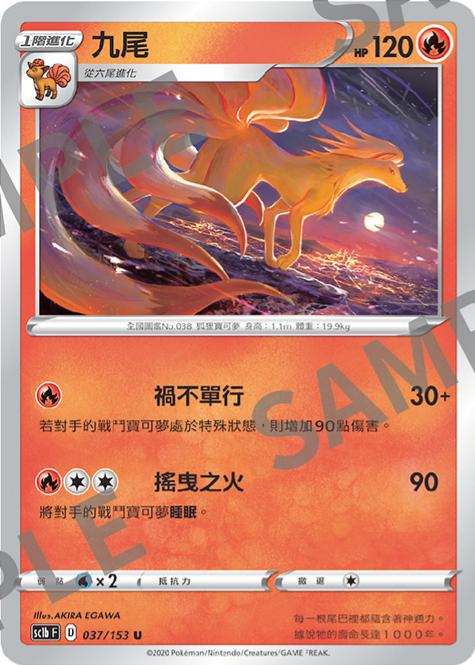 1階進化 九尾 HP 120
從六尾進化
全國圖鑑No.038 狐狸寶可夢 身高：1.1m 體重：19.9kg
禍不單行 30+
若對手的戰鬥寶可夢處於特殊狀態，則增加90點傷害。
搖曳之火 90
將對手的戰鬥寶可夢睡眠。
弱點 ×2 抵抗力 撤退
Illus.AKIRA EGAWA
sc1b F D 037/153 U
每一根尾巴裡都蘊含著神通力。
據說牠的壽命長達１０００年。
©2020 Pokémon/Nintendo/Creatures/GAME FREAK.
SAMPLE